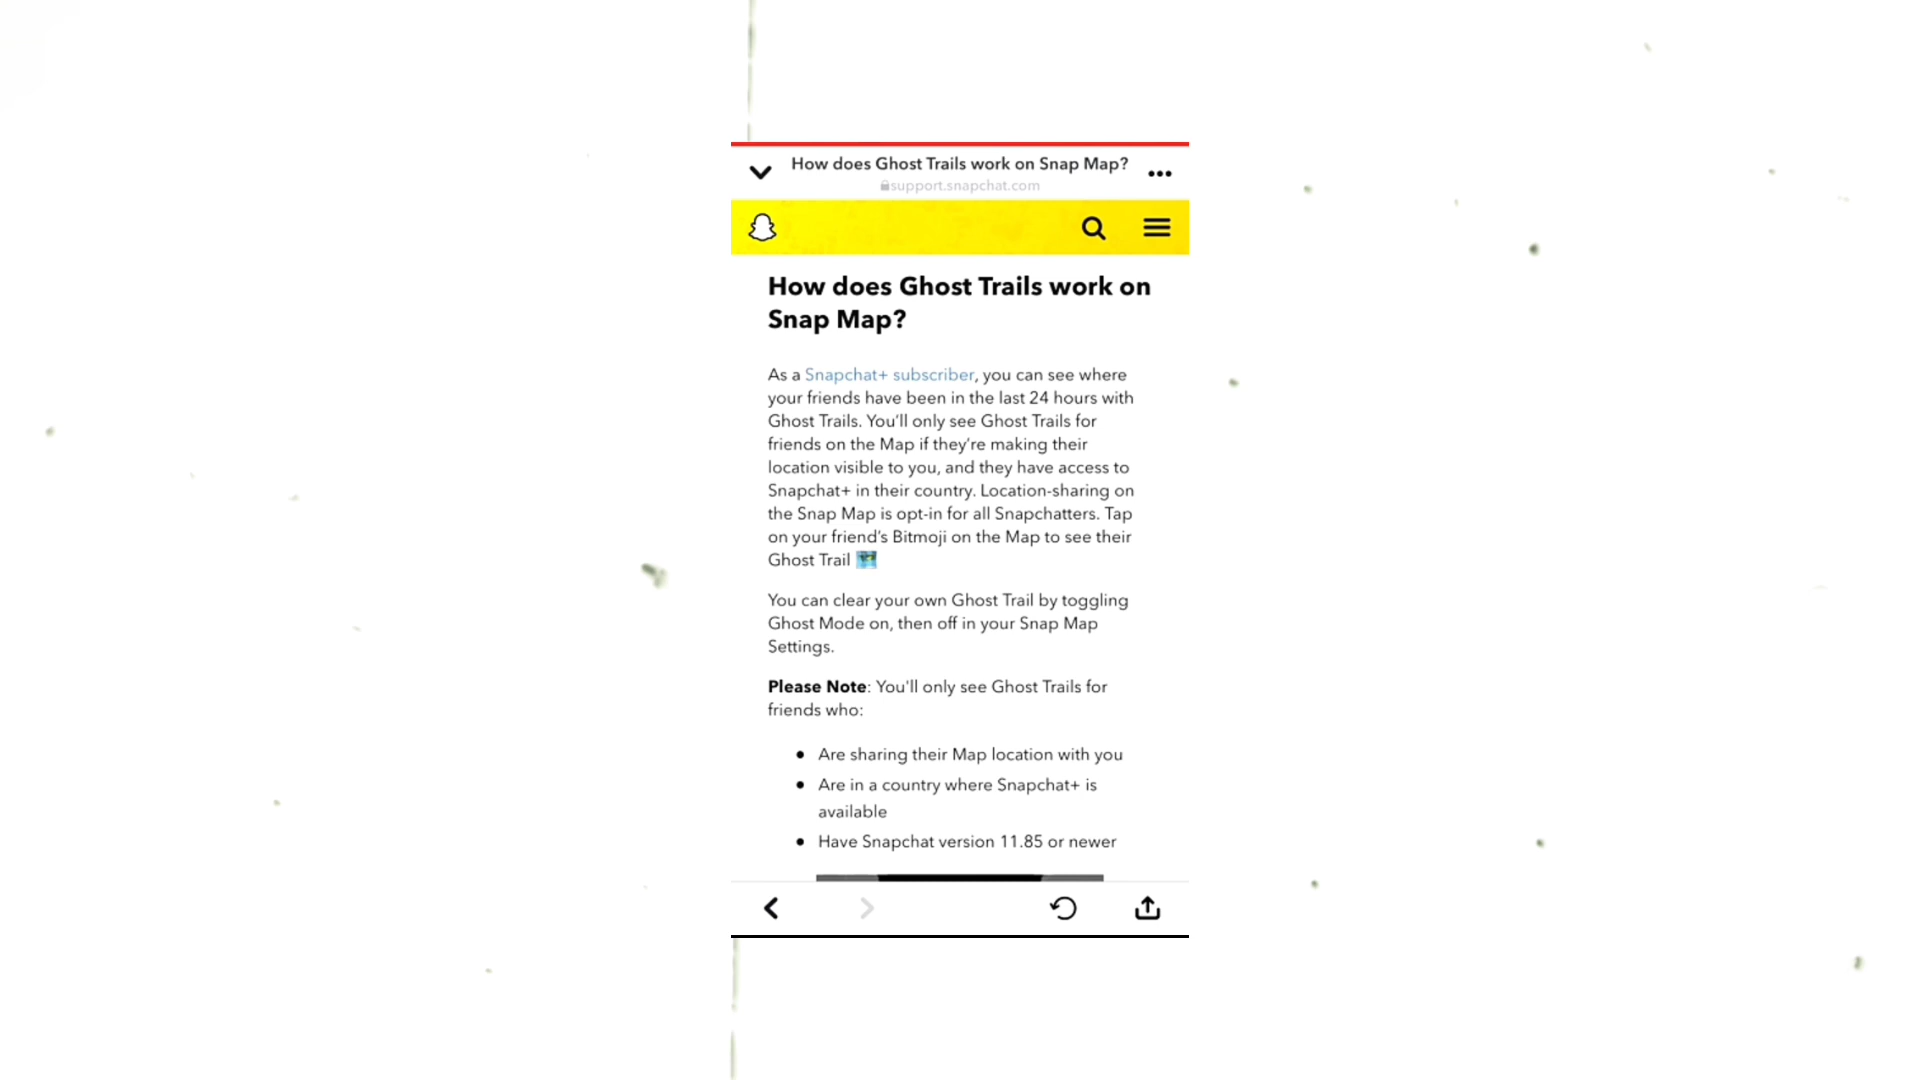 How does Ghost Trails work on Snap Map?
support.snapchat.com
How does Ghost Trails work on
Snap Map?
As a Snapchat+ subscriber, you can see where
your friends have been in the last 24 hours with
Ghost Trails. You'll only see Ghost Trails for
friends on the Map if they're making their
location visible to you, and they have access to
Snapchat+ in their country. Location-sharing on
the Snap Map is opt-in for all Snapchatters. Tap
on your friend's Bitmoji on the Map to see their
Ghost Trail
You can clear your own Ghost Trail by toggling
Ghost Mode on, then off in your Snap Map
Settings.
Please Note: You'll only see Ghost Trails for
friends who:
● Are sharing their Map location with you
● Are in a country where Snapchat+ is
available
● Have Snapchat version 11.85 or newer